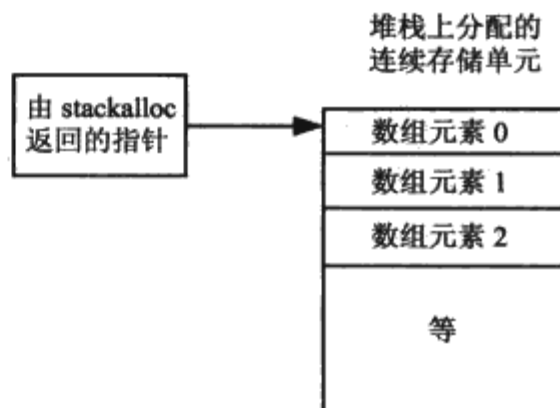 堆栈上分配的
连续存储单元
由 stackalloc
返回的指针
数组元素 0
数组元素 1
数组元素 2
等